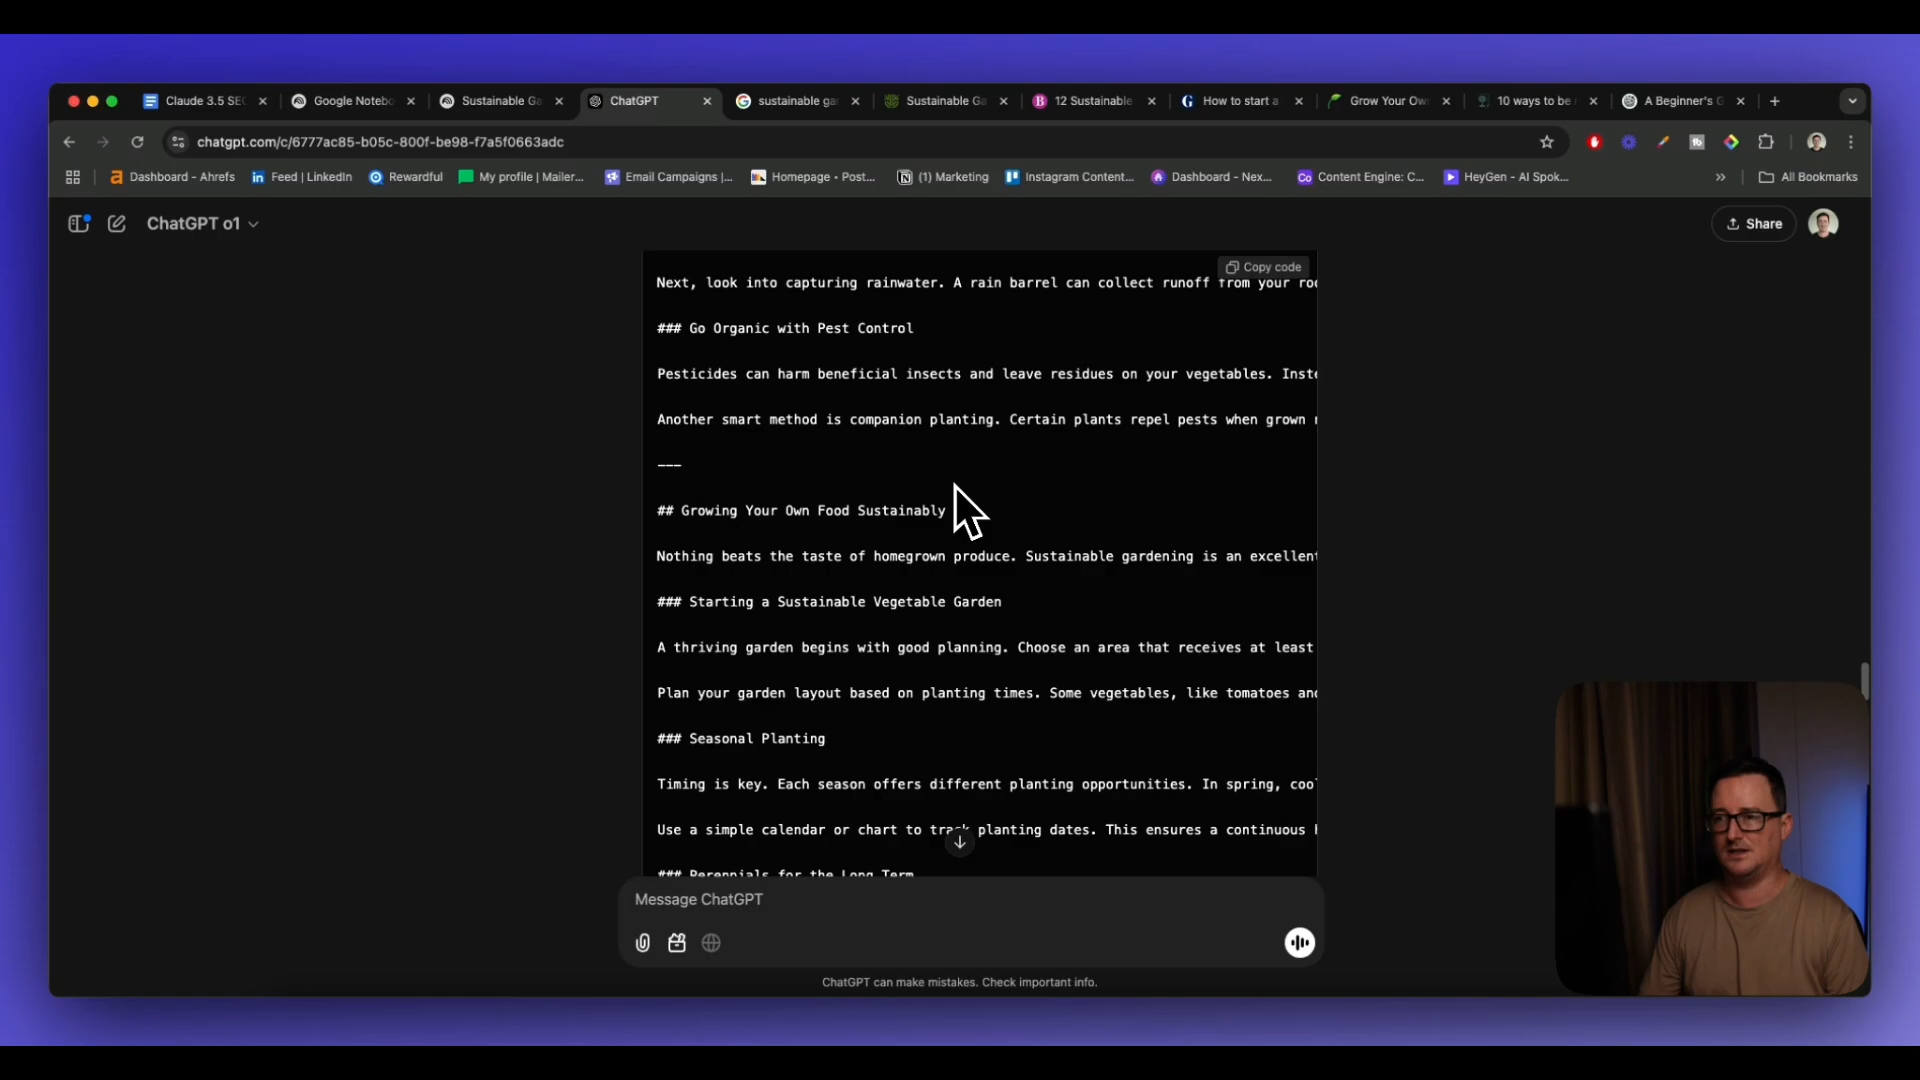 Claude 3.5 SEO
Google Notebo
Sustainable Ga
ChatGPT
sustainable gar
Sustainable Ga
12 Sustainable
How to start a
Grow Your Own
10 ways to be
A Beginner's G
chatgpt.com/c/6777ac85-b05c-800f-be98-f7a5f0663adc
Dashboard - Ahrefs
Feed | LinkedIn
Rewardful
My profile | Mailer...
Email Campaigns |...
Homepage • Post...
(1) Marketing
Instagram Content...
Dashboard - Nex...
Content Engine: C...
HeyGen - AI Spok...
All Bookmarks
ChatGPT o1
Share
Copy code
Next, look into capturing rainwater. A rain barrel can collect runoff from your roo
### Go Organic with Pest Control
Pesticides can harm beneficial insects and leave residues on your vegetables. Inste
Another smart method is companion planting. Certain plants repel pests when grown
---
## Growing Your Own Food Sustainably
Nothing beats the taste of homegrown produce. Sustainable gardening is an excellent
### Starting a Sustainable Vegetable Garden
A thriving garden begins with good planning. Choose an area that receives at least
Plan your garden layout based on planting times. Some vegetables, like tomatoes and
### Seasonal Planting
Timing is key. Each season offers different planting opportunities. In spring, cool
Use a simple calendar or chart to track planting dates. This ensures a continuous
### Perennials for the Long Term
Message ChatGPT
ChatGPT can make mistakes. Check important info.